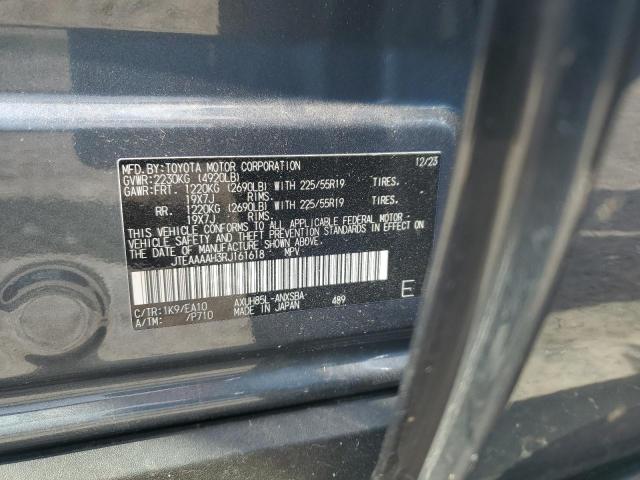 MFD.BY:TOYOTA MOTOR CORPORATION 12/23
GVWR:2230KG (4920LB)
GAWR:FRT. 1220KG (2690LB) WITH 225/55R19 TIRES.
19X7J RIMS.
RR. 1220KG (2690LB) WITH 225/55R19 TIRES.
19X7J RIMS.
THIS VEHICLE CONFORMS TO ALL APPLICABLE FEDERAL MOTOR
VEHICLE SAFETY AND BUMPER STANDARDS IN EFFECT ON
THE DATE OF MANUFACTURE SHOWN ABOVE.
JTEAAAAH3RJ161618 MPV
C/TR:1K9/EA10 AXUH85L-ANXSBA 489 E
A/TM: /P710 MADE IN JAPAN